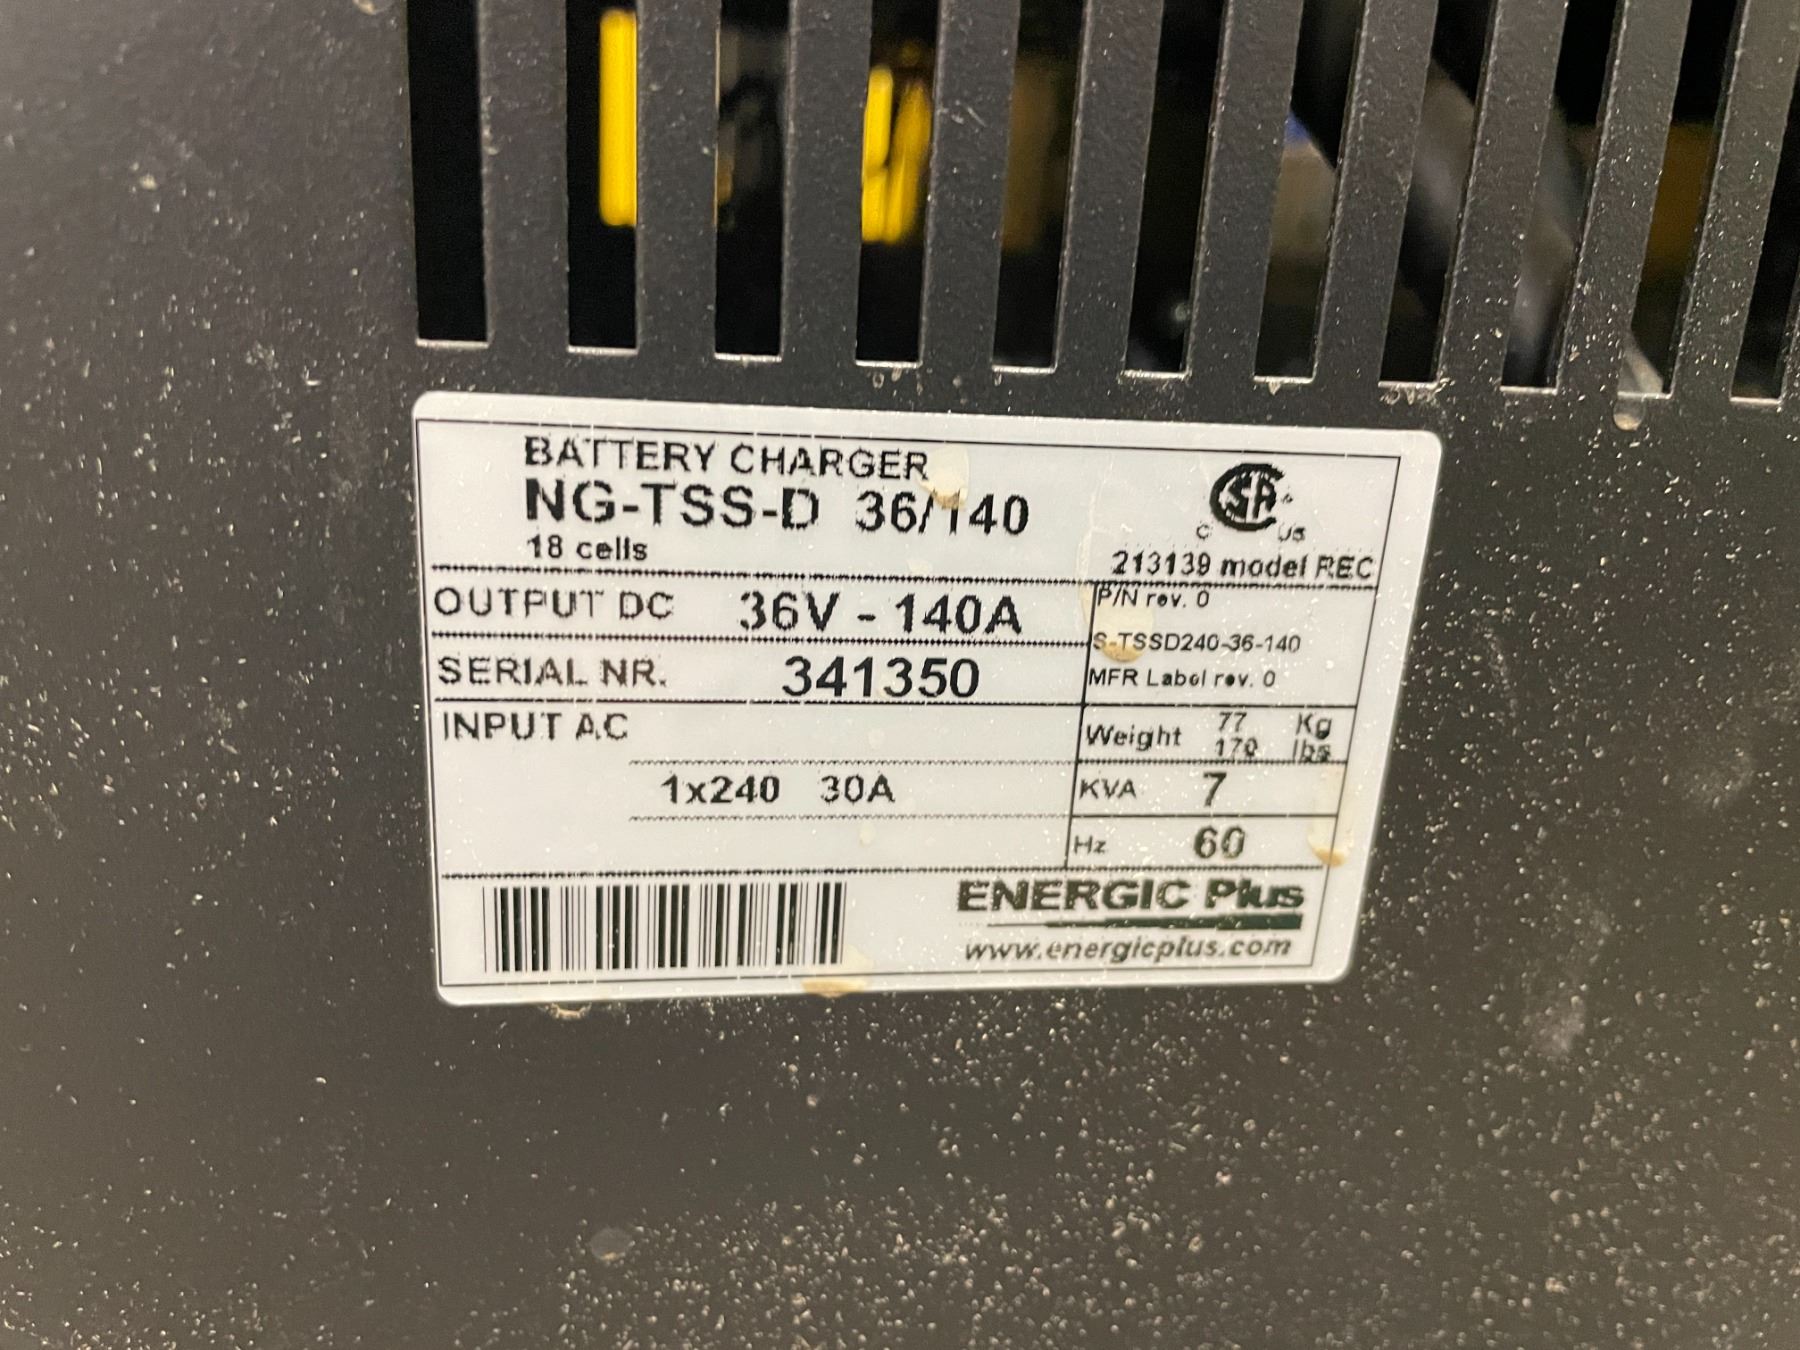 BATTERY CHARGER
NG-TSS-D 36/140
18 cells
CSA
C US
213139 model REC
OUTPUT DC 36V - 140A
P/N rev. 0
S-TSSD240-36-140
SERIAL NR. 341350
MFR Label rev. 0
INPUT AC
Weight 77 Kg
170 lbs
1x240 30A
KVA 7
Hz 60
ENERGIC Plus
www.energicplus.com